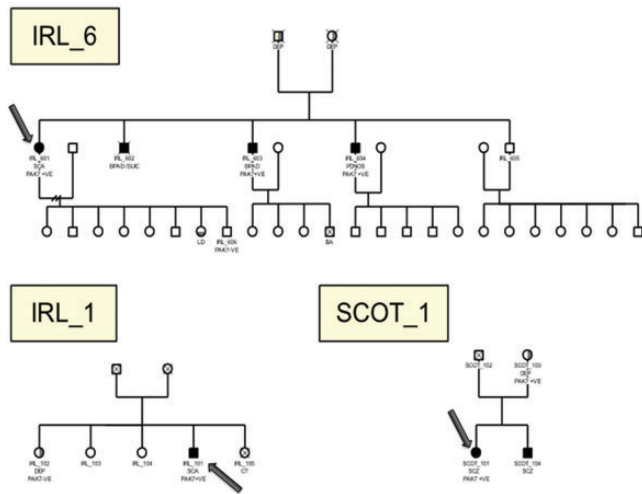 IRL_6
DEP DEP
IRL_601 IRL_602 IRL_603 IRL_604 IRL_605
SCA BPAD/SUIC BPAD PDNOS
PAK7 +VE PAK7 +VE PAK7 +VE
LD IRL_606 BA
PAK7-VE
IRL_1
SCOT_1
SCOT_102 SCOT_103
DEP
PAK7 +VE
IRL_102 IRL_103 IRL_104 IRL_101 IRL_105
DEP SCA CT
PAK7-VE PAK7+VE
SCOT_101 SCOT_104
SCZ SCZ
PAK7 +VE